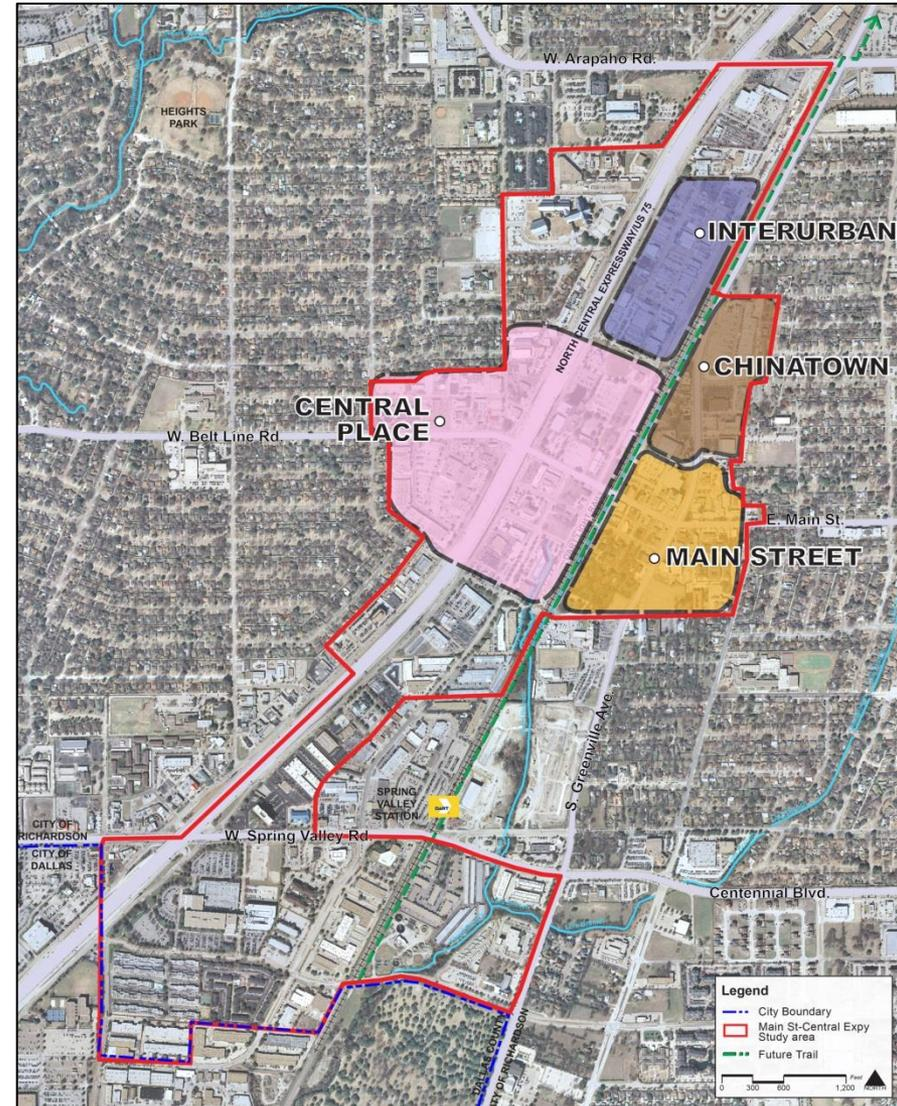 W. Arapaho Rd.
HEIGHTS
PARK
NORTH CENTRAL EXPRESSWAY/US 75
INTERURBAN
CHINATOWN
CENTRAL
PLACE
W. Belt Line Rd.
E. Main St.
MAIN STREET
S. Greenville Ave.
SPRING
VALLEY
STATION
DART
CITY OF
RICHARDSON
CITY OF
DALLAS
W. Spring Valley Rd.
Centennial Blvd
DALLAS COUNTY
CITY OF RICHARDSON
Legend
City Boundary
Main St-Central Expy
Study area
Future Trail
Feet
0 300 600 1,200
NORTH